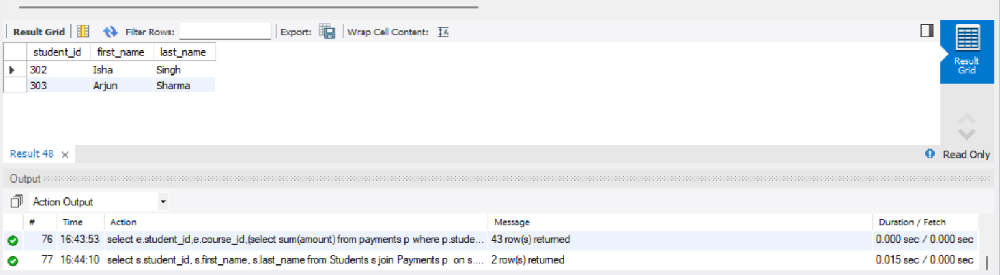 Result Grid Filter Rows: Export: Wrap Cell Content: IA
student_id first_name last_name
302 Isha Singh
303 Arjun Sharma
Result
Grid
Result 48 Read Only
Output
Action Output
# Time Action Message Duration / Fetch
76 16:43:53 select e.student_id,e.course_id,(select sum(amount) from payments p where p.stude... 43 row(s) returned 0.000 sec / 0.000 sec
77 16:44:10 select s.student_id, s.first_name, s.last_name from Students s join Payments p on s.... 2 row(s) returned 0.015 sec / 0.000 sec